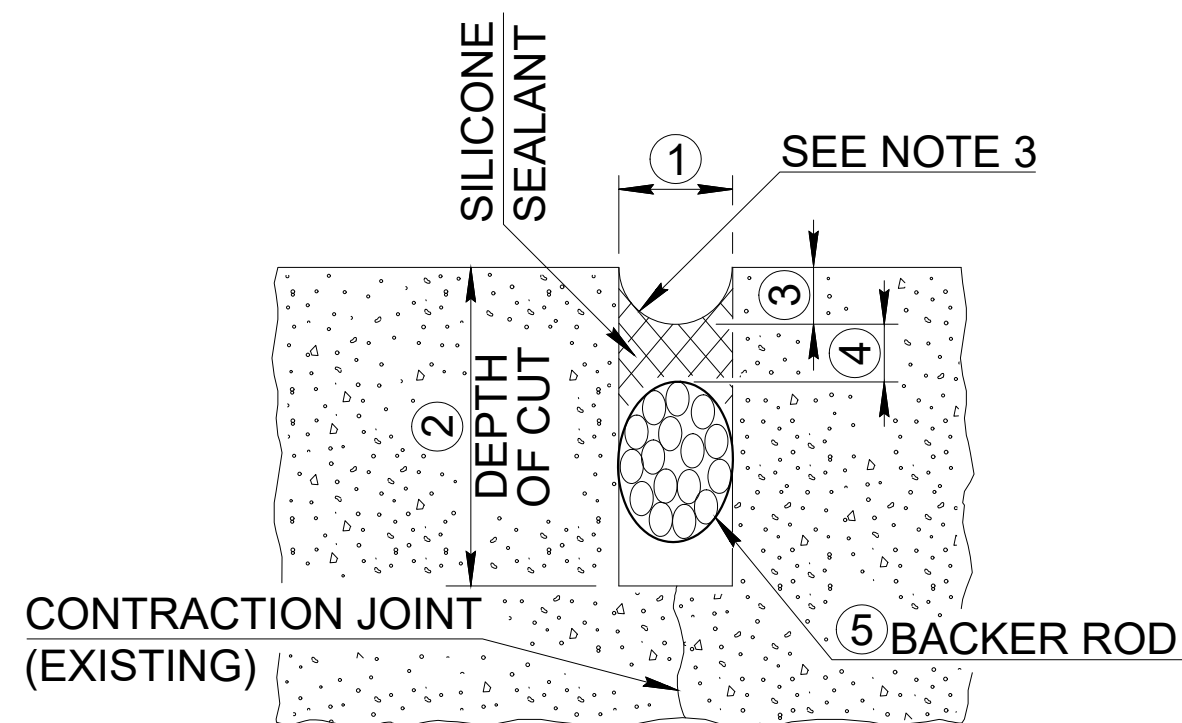 SILICONE
SEALANT
1
SEE NOTE 3
3
4
2
DEPTH
OF CUT
CONTRACTION JOINT
(EXISTING)
5 BACKER ROD